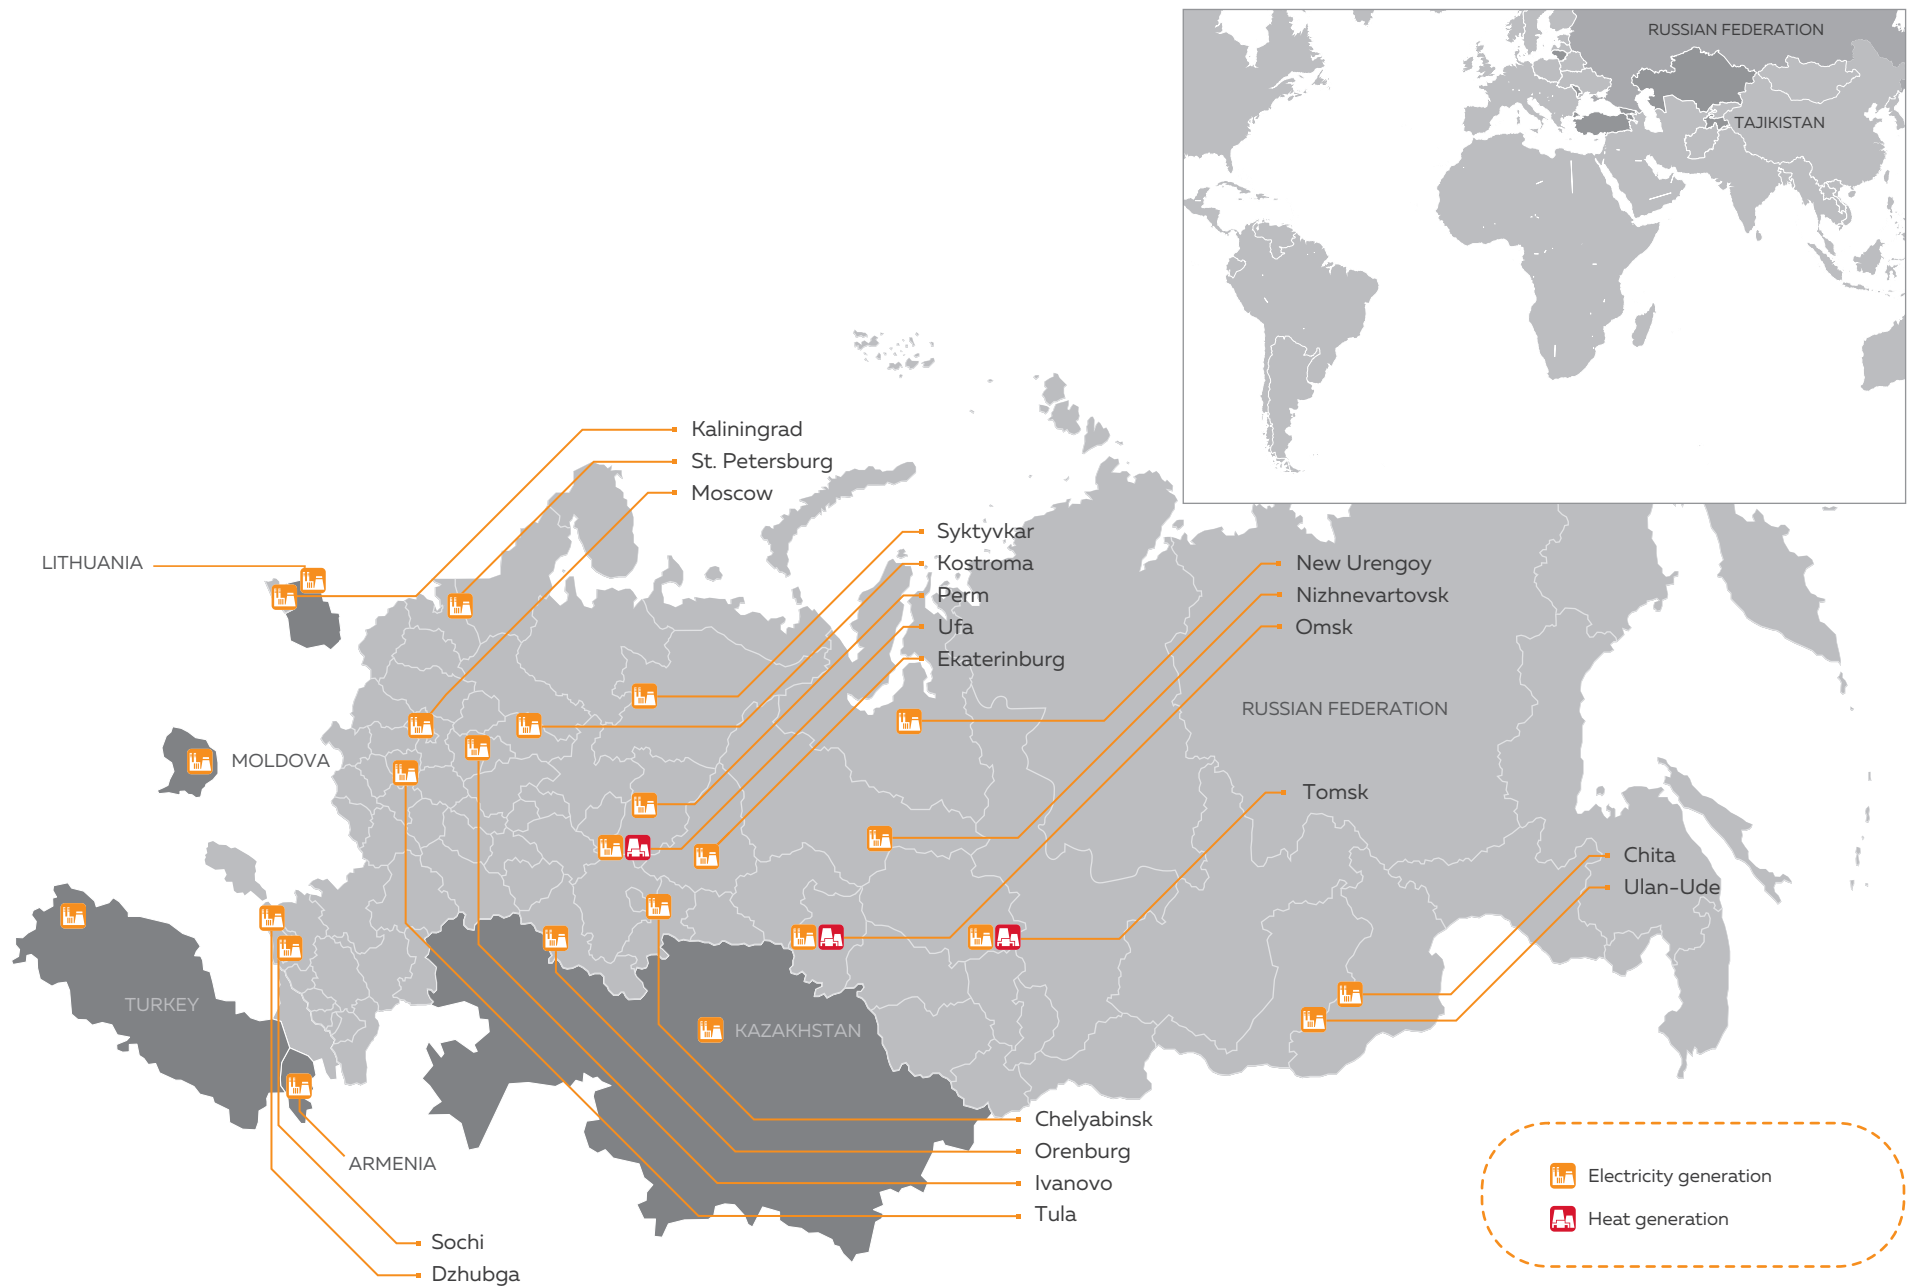 RUSSIAN FEDERATION
TAJIKISTAN
Kaliningrad
St. Petersburg
Moscow
Syktyvkar
Kostroma
Perm
Ufa
Ekaterinburg
New Urengoy
Nizhnevartovsk
Omsk
LITHUANIA
RUSSIAN FEDERATION
MOLDOVA
Tomsk
Chita
Ulan-Ude
TURKEY
KAZAKHSTAN
ARMENIA
Chelyabinsk
Orenburg
Ivanovo
Tula
Sochi
Dzhubga
Electricity generation
Heat generation